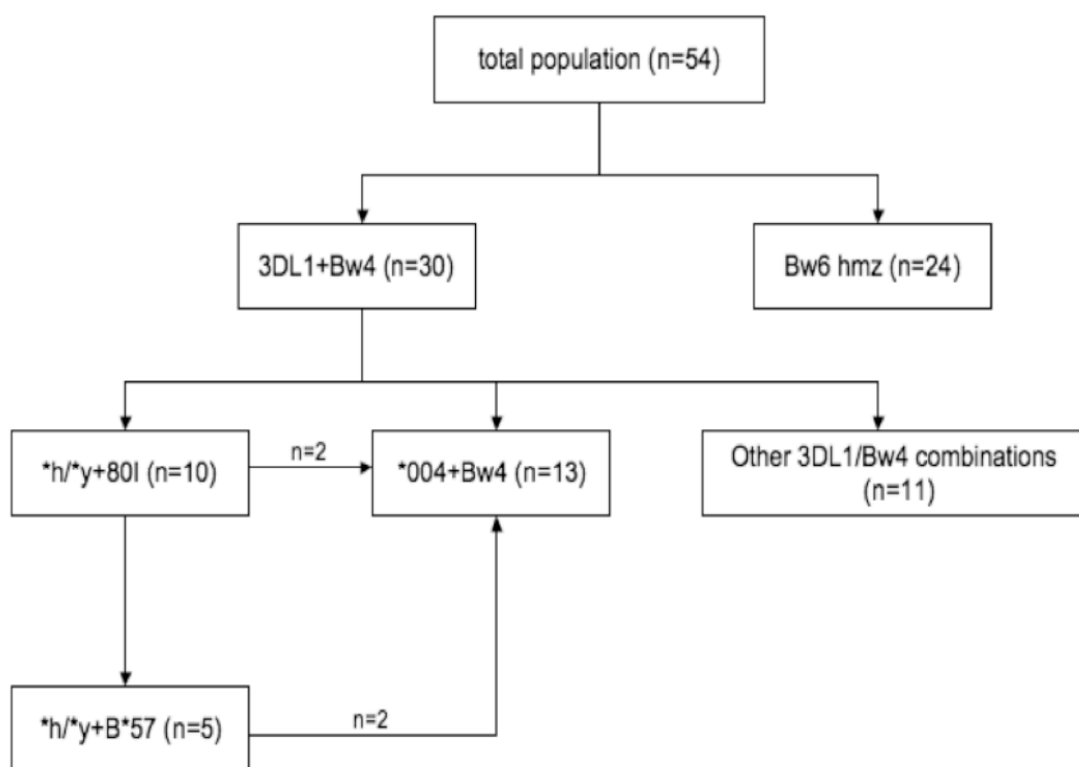 total population (n=54)
3DL1+Bw4 (n=30)
Bw6 hmz (n=24)
*h/*y+80I (n=10)
n=2
*004+Bw4 (n=13)
Other 3DL1/Bw4 combinations
(n=11)
*h/*y+B*57 (n=5)
n=2